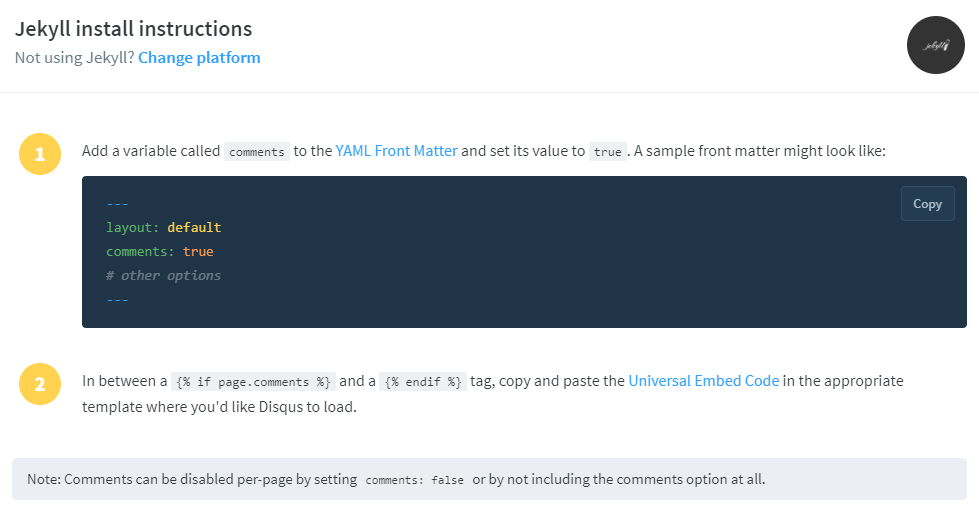 Jekyll install instructions
Not using Jekyll? Change platform
jekyll
1
Add a variable called comments to the YAML Front Matter and set its value to true. A sample front matter might look like:
Copy
---
layout: default
comments: true
# other options
---
2
In between a {% if page.comments %} and a {% endif %} tag, copy and paste the Universal Embed Code in the appropriate
template where you'd like Disqus to load.
Note: Comments can be disabled per-page by setting comments: false or by not including the comments option at all.